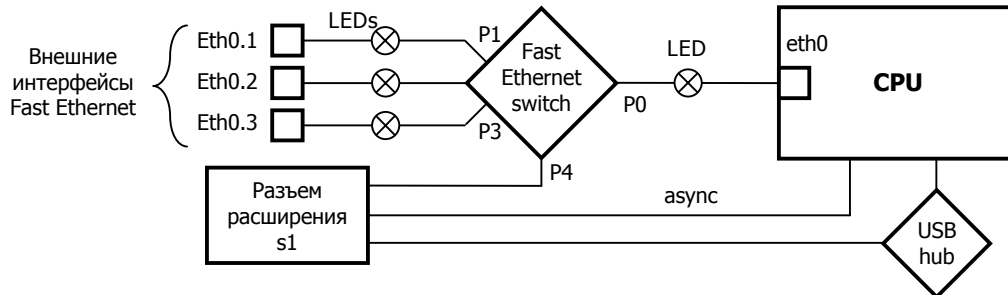 Внешние
интерфейсы
Fast Ethernet
Eth0.1
Eth0.2
Eth0.3
LEDs
P1
P3
Fast
Ethernet
switch
P4
P0
LED
eth0
CPU
Разъем
расширения
s1
async
USB
hub